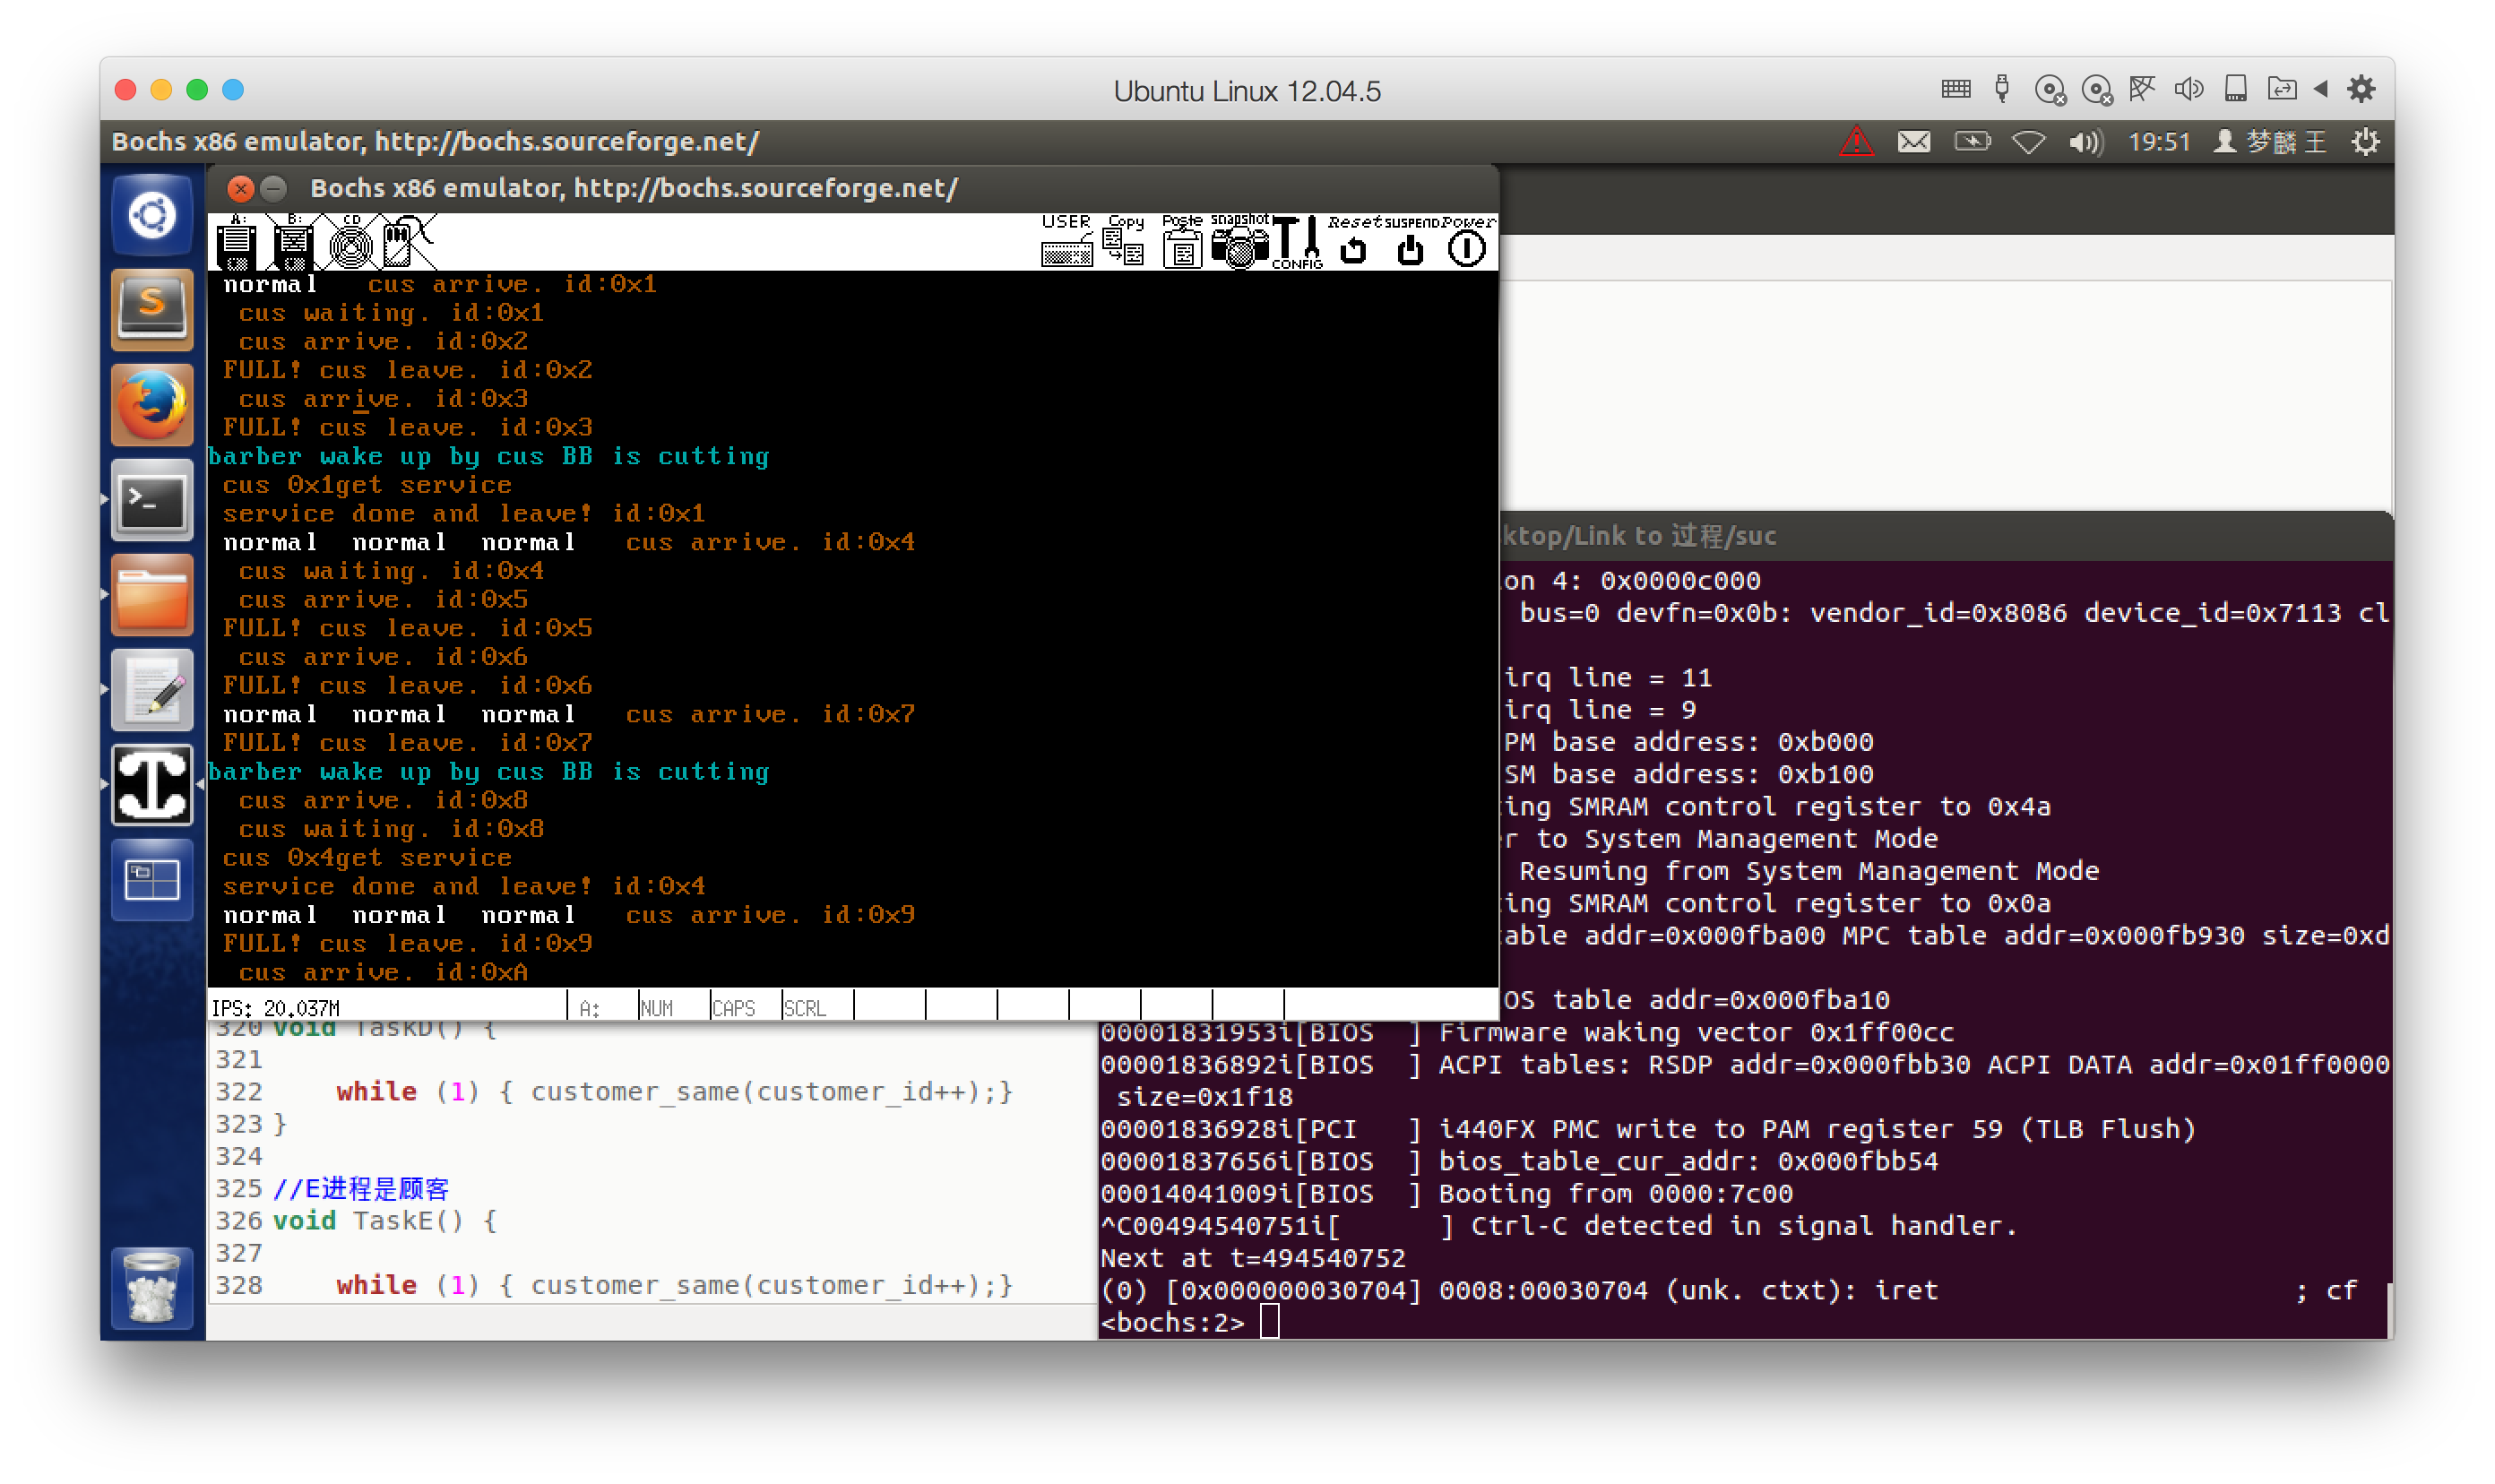 Ubuntu Linux 12.04.5
Bochs x86 emulator, http://bochs.sourceforge.net/
19:51 梦麟 王
Bochs x86 emulator, http://bochs.sourceforge.net/
A: B: CD USER Copy Paste snapshot CONFIG Reset SUSPEND Power
normal cus arrive. id:0x1
cus waiting. id:0x1
cus arrive. id:0x2
FULL! cus leave. id:0x2
cus arrive. id:0x3
FULL! cus leave. id:0x3
barber wake up by cus BB is cutting
cus 0x1get service
service done and leave! id:0x1
normal normal normal cus arrive. id:0x4
cus waiting. id:0x4
cus arrive. id:0x5
FULL! cus leave. id:0x5
cus arrive. id:0x6
FULL! cus leave. id:0x6
normal normal normal cus arrive. id:0x7
FULL! cus leave. id:0x7
barber wake up by cus BB is cutting
cus arrive. id:0x8
cus waiting. id:0x8
cus 0x4get service
service done and leave! id:0x4
normal normal normal cus arrive. id:0x9
FULL! cus leave. id:0x9
cus arrive. id:0xA
IPS: 20.037M A: NUM CAPS SCRL
320 void TaskD() {
321
322 while (1) { customer_same(customer_id++);}
323 }
324
325 //E进程是顾客
326 void TaskE() {
327
328 while (1) { customer_same(customer_id++);}
ktop/Link to 过程/suc
on 4: 0x0000c000
bus=0 devfn=0x0b: vendor_id=0x8086 device_id=0x7113 cl
irq line = 11
irq line = 9
PM base address: 0xb000
SM base address: 0xb100
ting SMRAM control register to 0x4a
r to System Management Mode
Resuming from System Management Mode
ting SMRAM control register to 0x0a
table addr=0x000fba00 MPC table addr=0x000fb930 size=0xd
OS table addr=0x000fba10
00001831953i[BIOS ] Firmware waking vector 0x1ff00cc
00001836892i[BIOS ] ACPI tables: RSDP addr=0x000fbb30 ACPI DATA addr=0x01ff0000
size=0x1f18
00001836928i[PCI ] i440FX PMC write to PAM register 59 (TLB Flush)
00001837656i[BIOS ] bios_table_cur_addr: 0x000fbb54
00014041009i[BIOS ] Booting from 0000:7c00
^C00494540751i[ ] Ctrl-C detected in signal handler.
Next at t=494540752
(0) [0x000000030704] 0008:00030704 (unk. ctxt): iret ; cf
<bochs:2>